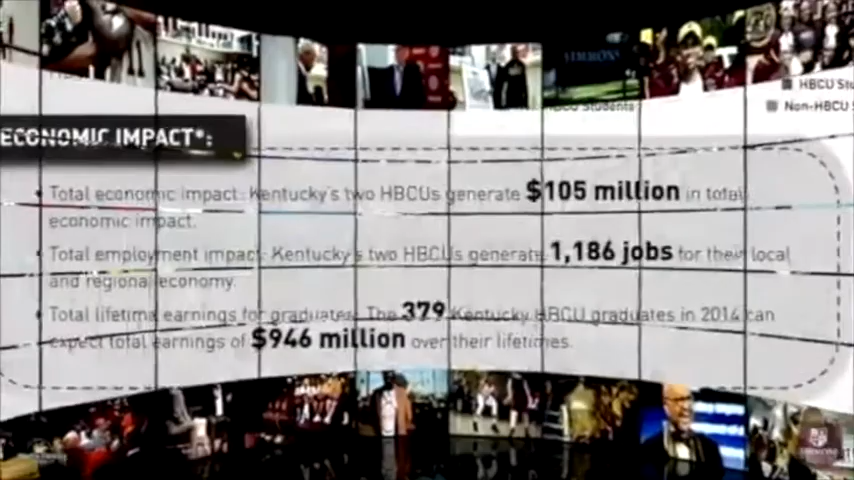 SIMMONS
HBCU
HBCU Students
Non-HBCU
ECONOMIC IMPACT*:
• Total economic impact: Kentucky's two HBCUs generate $105 million in total
economic impact.
• Total employment impact: Kentucky's two HBCUs generate 1,186 jobs for their local
and regional economy.
• Total lifetime earnings for graduates: The 379 Kentucky HBCU graduates in 2014 can
expect total earnings of $946 million over their lifetimes.
SIMMONS